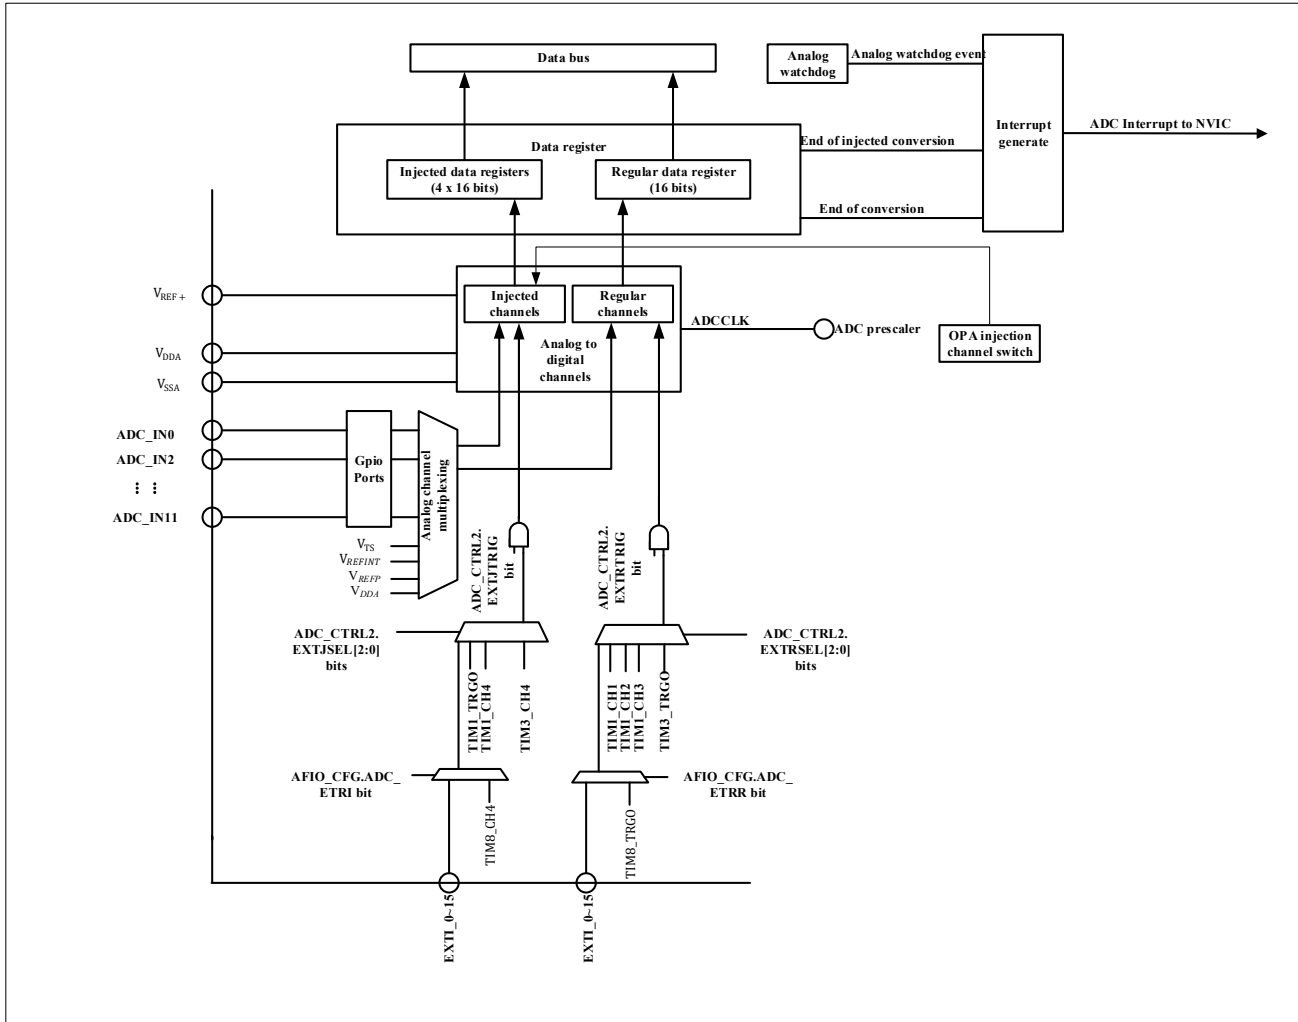 Data bus
Analog
watchdog
Analog watchdog event
Interrupt
generate
ADC Interrupt to NVIC
Data register
End of injected conversion
Injected data registers
(4 x 16 bits)
Regular data register
(16 bits)
End of conversion
VREF +
VDDA
VSSA
Injected
channels
Regular
channels
Analog to
digital
channels
ADCCLK
ADC prescaler
OPA injection
channel switch
ADC_IN0
ADC_IN2
⋮ ⋮
ADC_IN11
Gpio
Ports
Analog channel
multiplexing
VTS
VREFINT
VREFP
VDDA
ADC_CTRL2.
EXTJTRIG
bit
ADC_CTRL2.
EXTRTRIG
bit
ADC_CTRL2.
EXTJSEL[2:0]
bits
ADC_CTRL2.
EXTRSEL[2:0]
bits
TIM1_TRGO
TIM1_CH4
TIM3_CH4
TIM1_CH1
TIM1_CH2
TIM1_CH3
TIM3_TRGO
AFIO_CFG.ADC_
ETRI bit
AFIO_CFG.ADC_
ETRR bit
TIM8_CH4
TIM8_TRGO
EXTI_0~15
EXTI_0~15